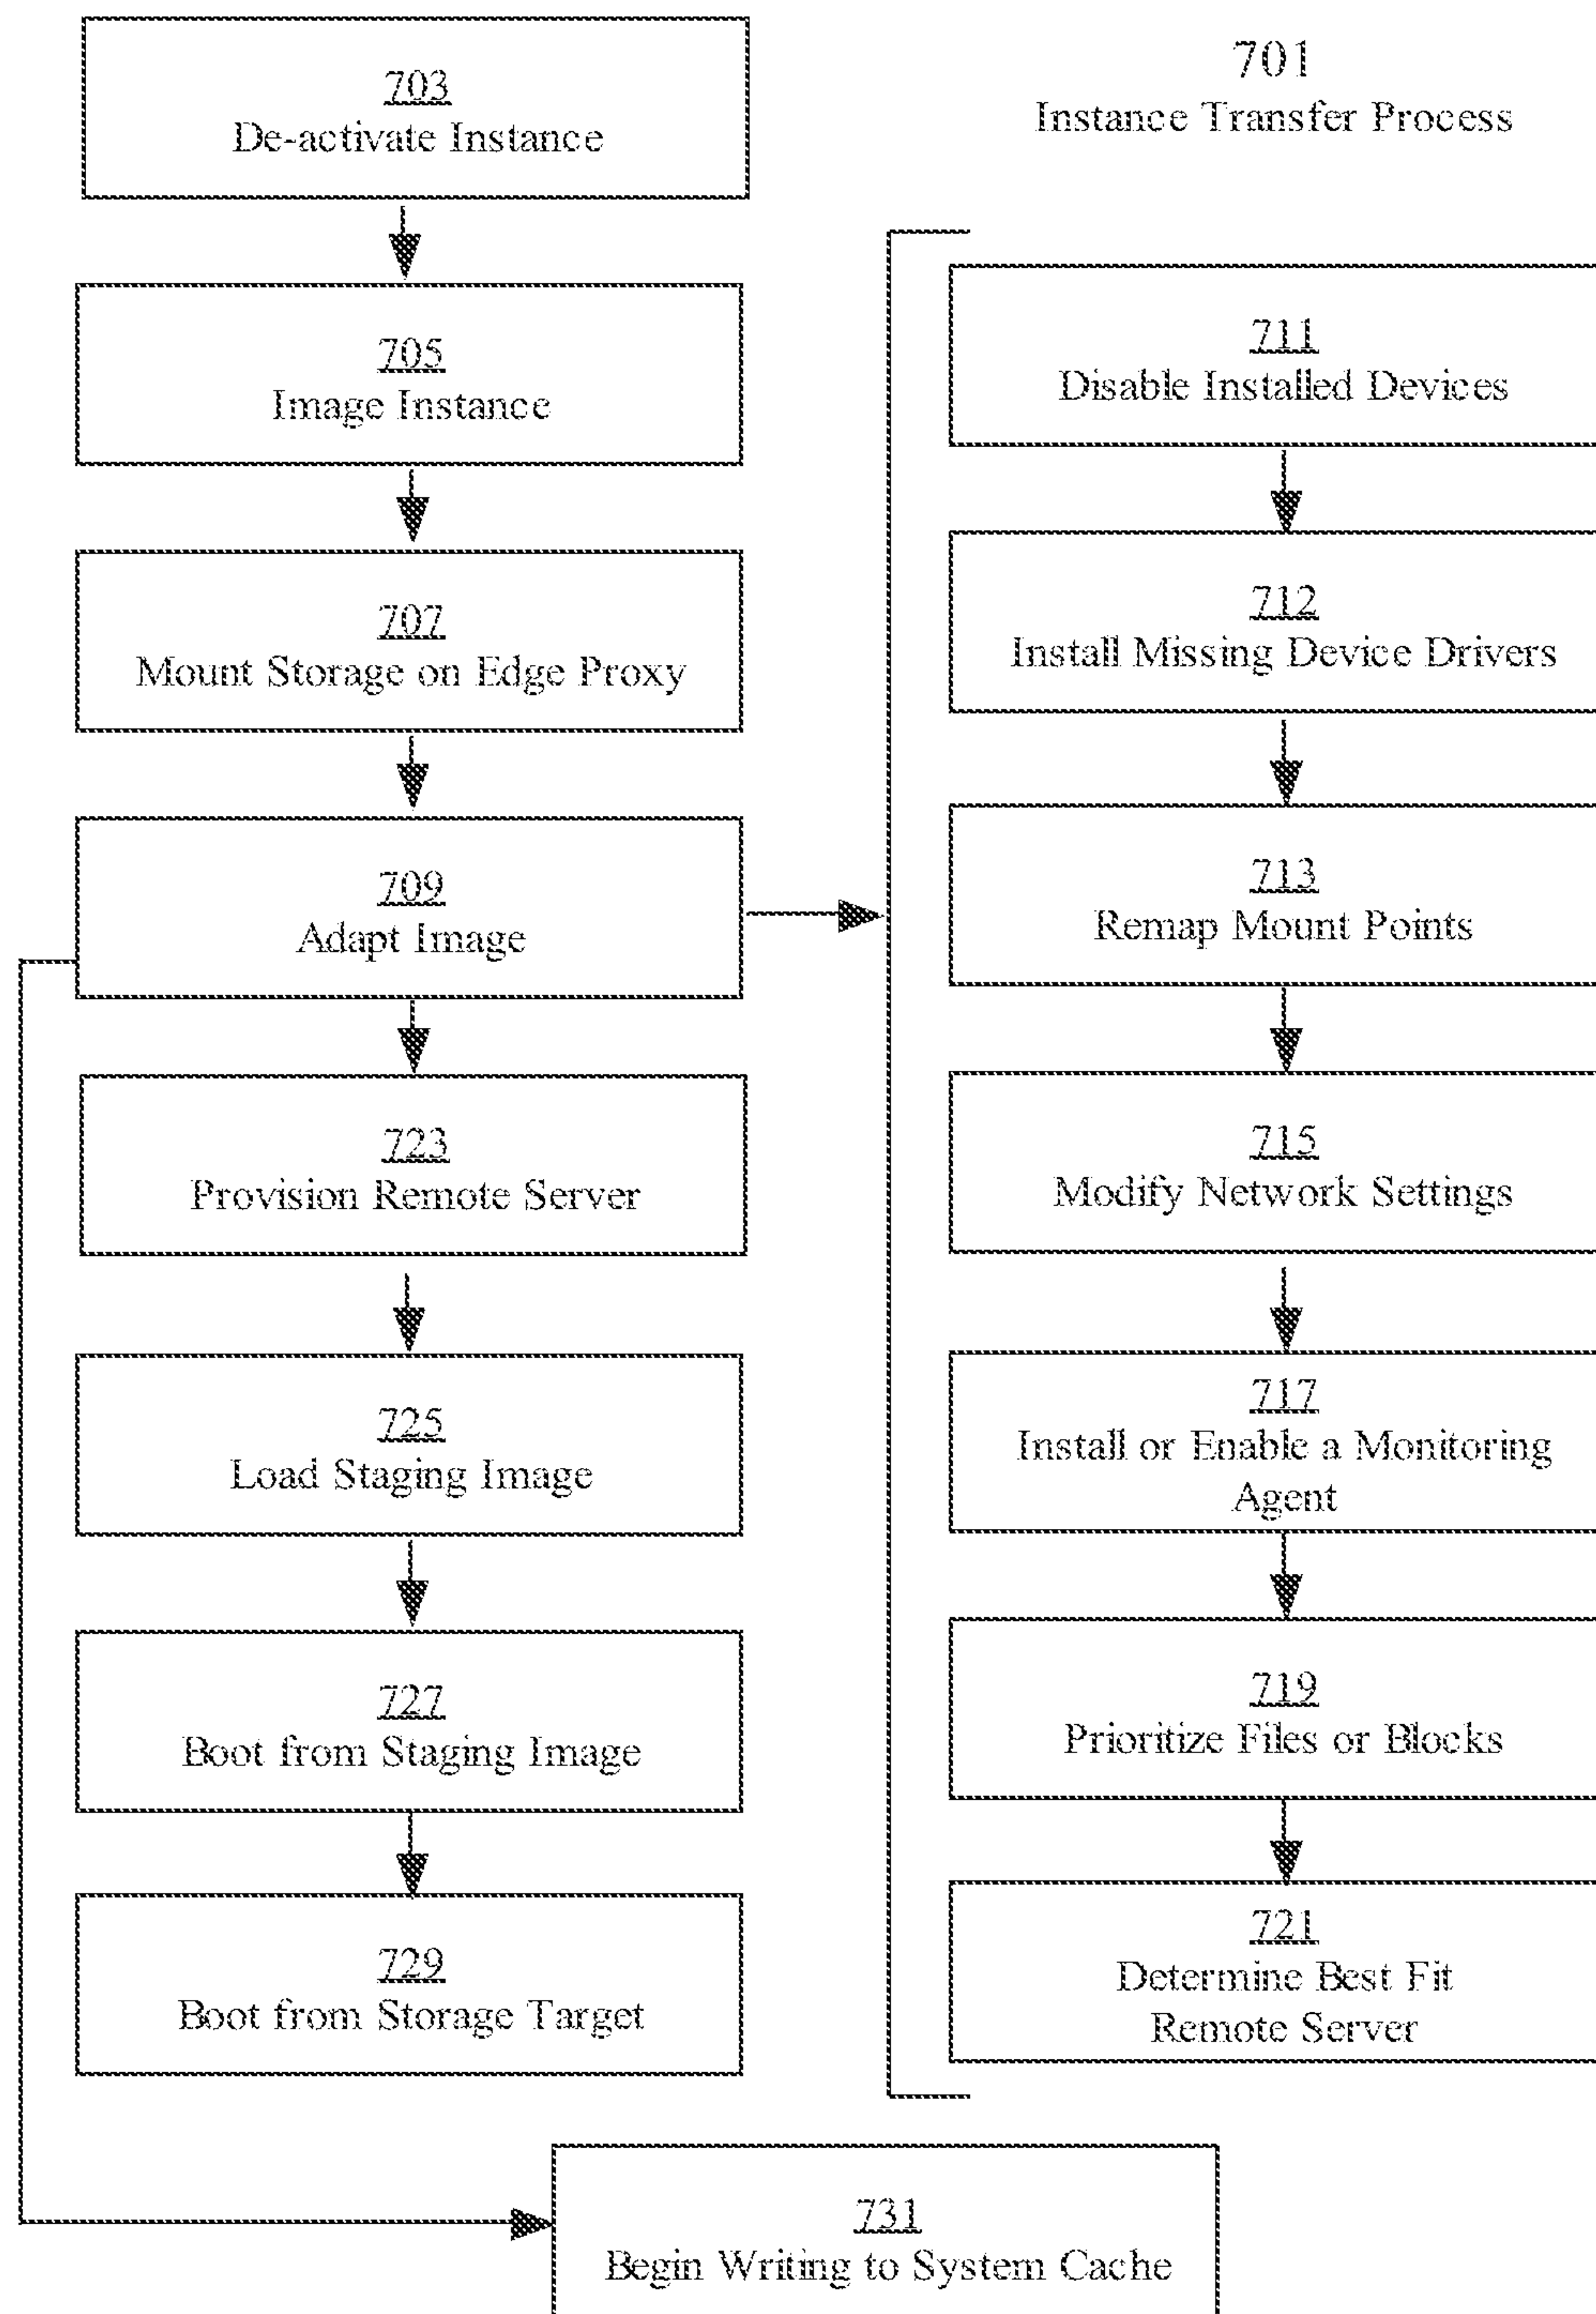 703
De-activate Instance
701
Instance Transfer Process
705
Image Instance
707
Mount Storage on Edge Proxy
709
Adapt Image
723
Provision Remote Server
725
Load Staging Image
727
Boot from Staging Image
729
Boot from Storage Target
711
Disable Installed Devices
712
Install Missing Device Drivers
713
Remap Mount Points
715
Modify Network Settings
717
Install or Enable a Monitoring
Agent
719
Prioritize Files or Blocks
721
Determine Best Fit
Remote Server
731
Begin Writing to System Cache